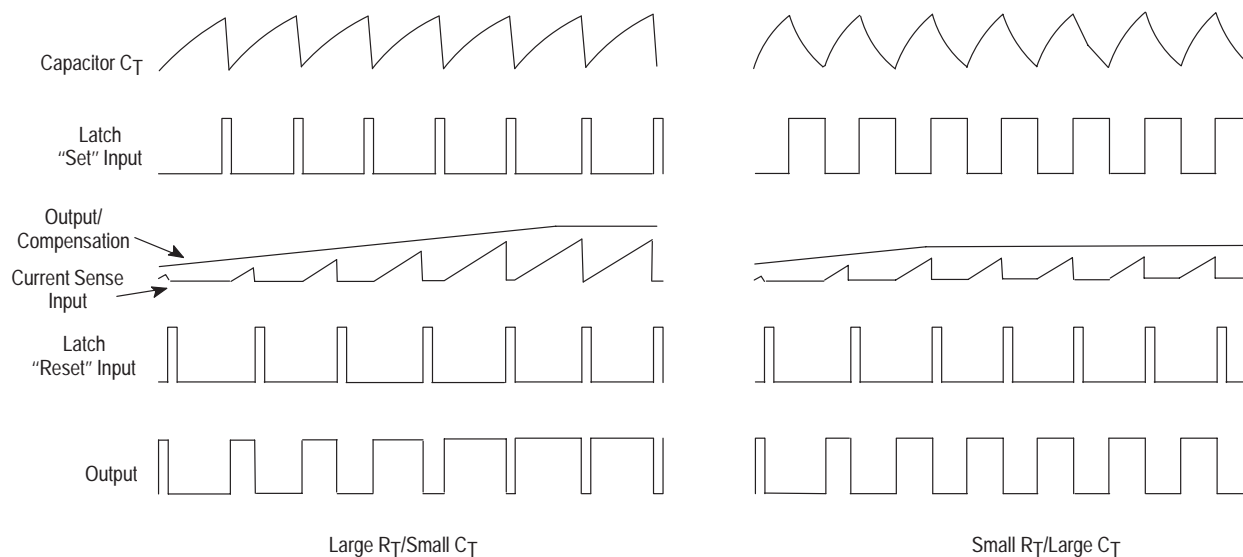 Capacitor CT
Latch
“Set” Input
Output/
Compensation
Current Sense
Input
Latch
“Reset” Input
Output
Large RT/Small CT
Small RT/Large CT